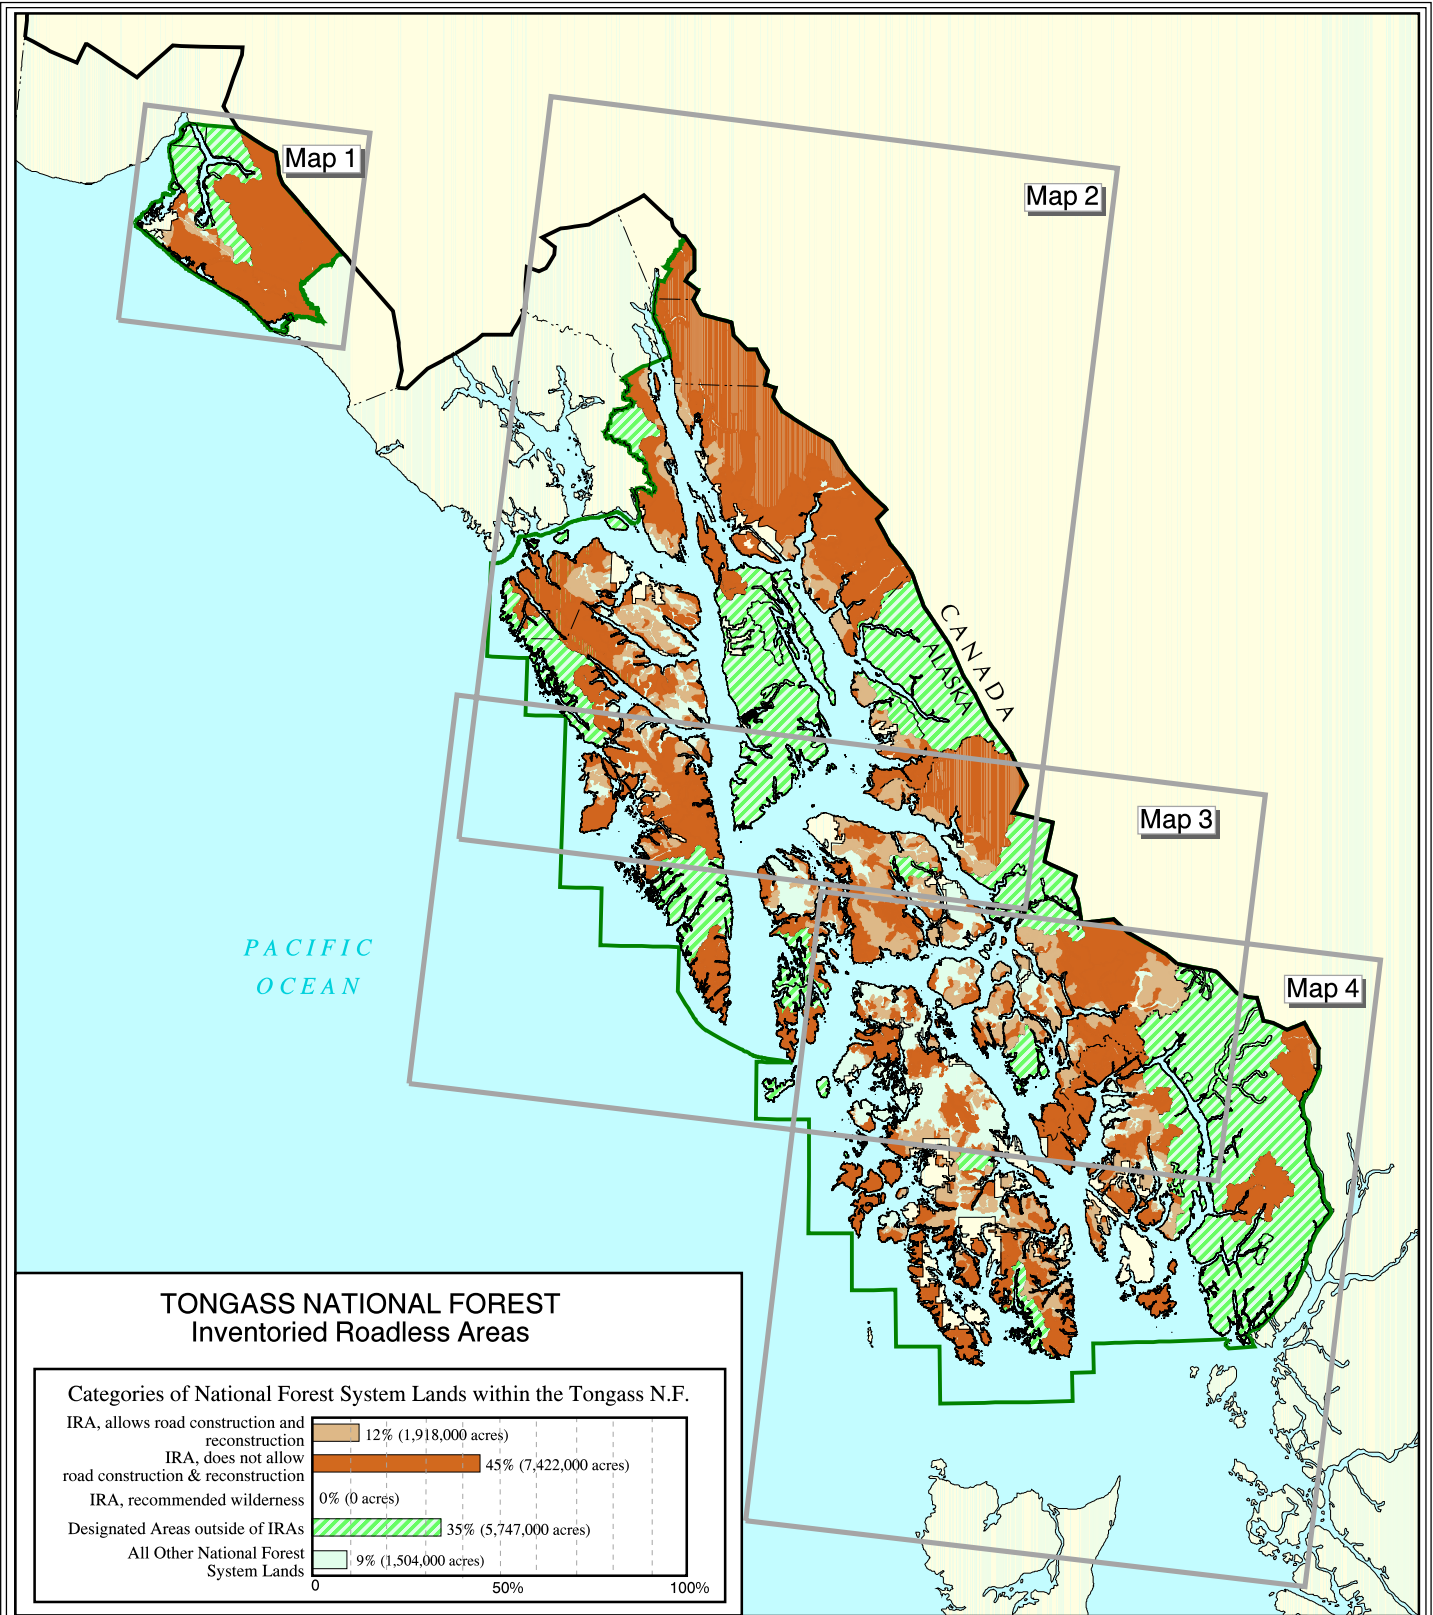 Map 1
Map 2
CANADA
ALASKA
Map 3
PACIFIC
OCEAN
Map 4
TONGASS NATIONAL FOREST
Inventoried Roadless Areas
Categories of National Forest System Lands within the Tongass N.F.
IRA, allows road construction and
reconstruction
12% (1,918,000 acres)
IRA, does not allow
road construction & reconstruction
45% (7,422,000 acres)
IRA, recommended wilderness
0% (0 acres)
Designated Areas outside of IRAs
35% (5,747,000 acres)
All Other National Forest
System Lands
9% (1,504,000 acres)
0 50% 100%